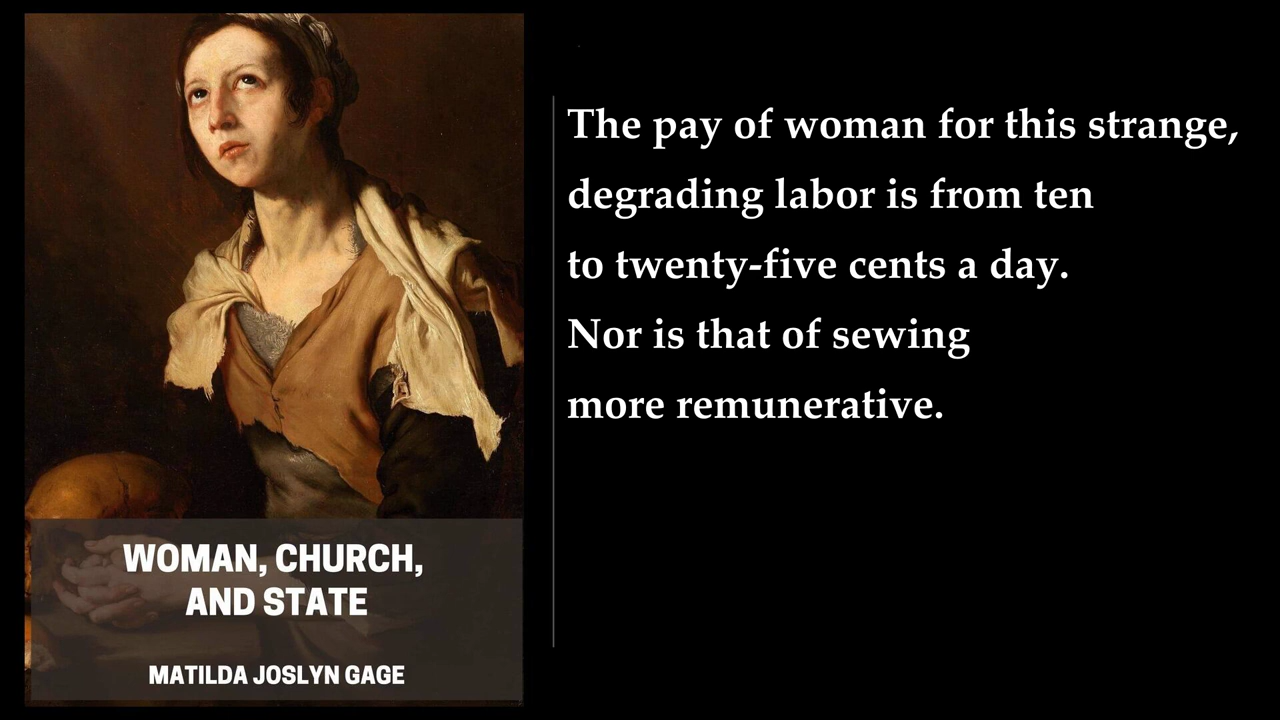 WOMAN, CHURCH,
AND STATE
MATILDA JOSLYN GAGE
The pay of woman for this strange,
degrading labor is from ten
to twenty-five cents a day.
Nor is that of sewing
more remunerative.